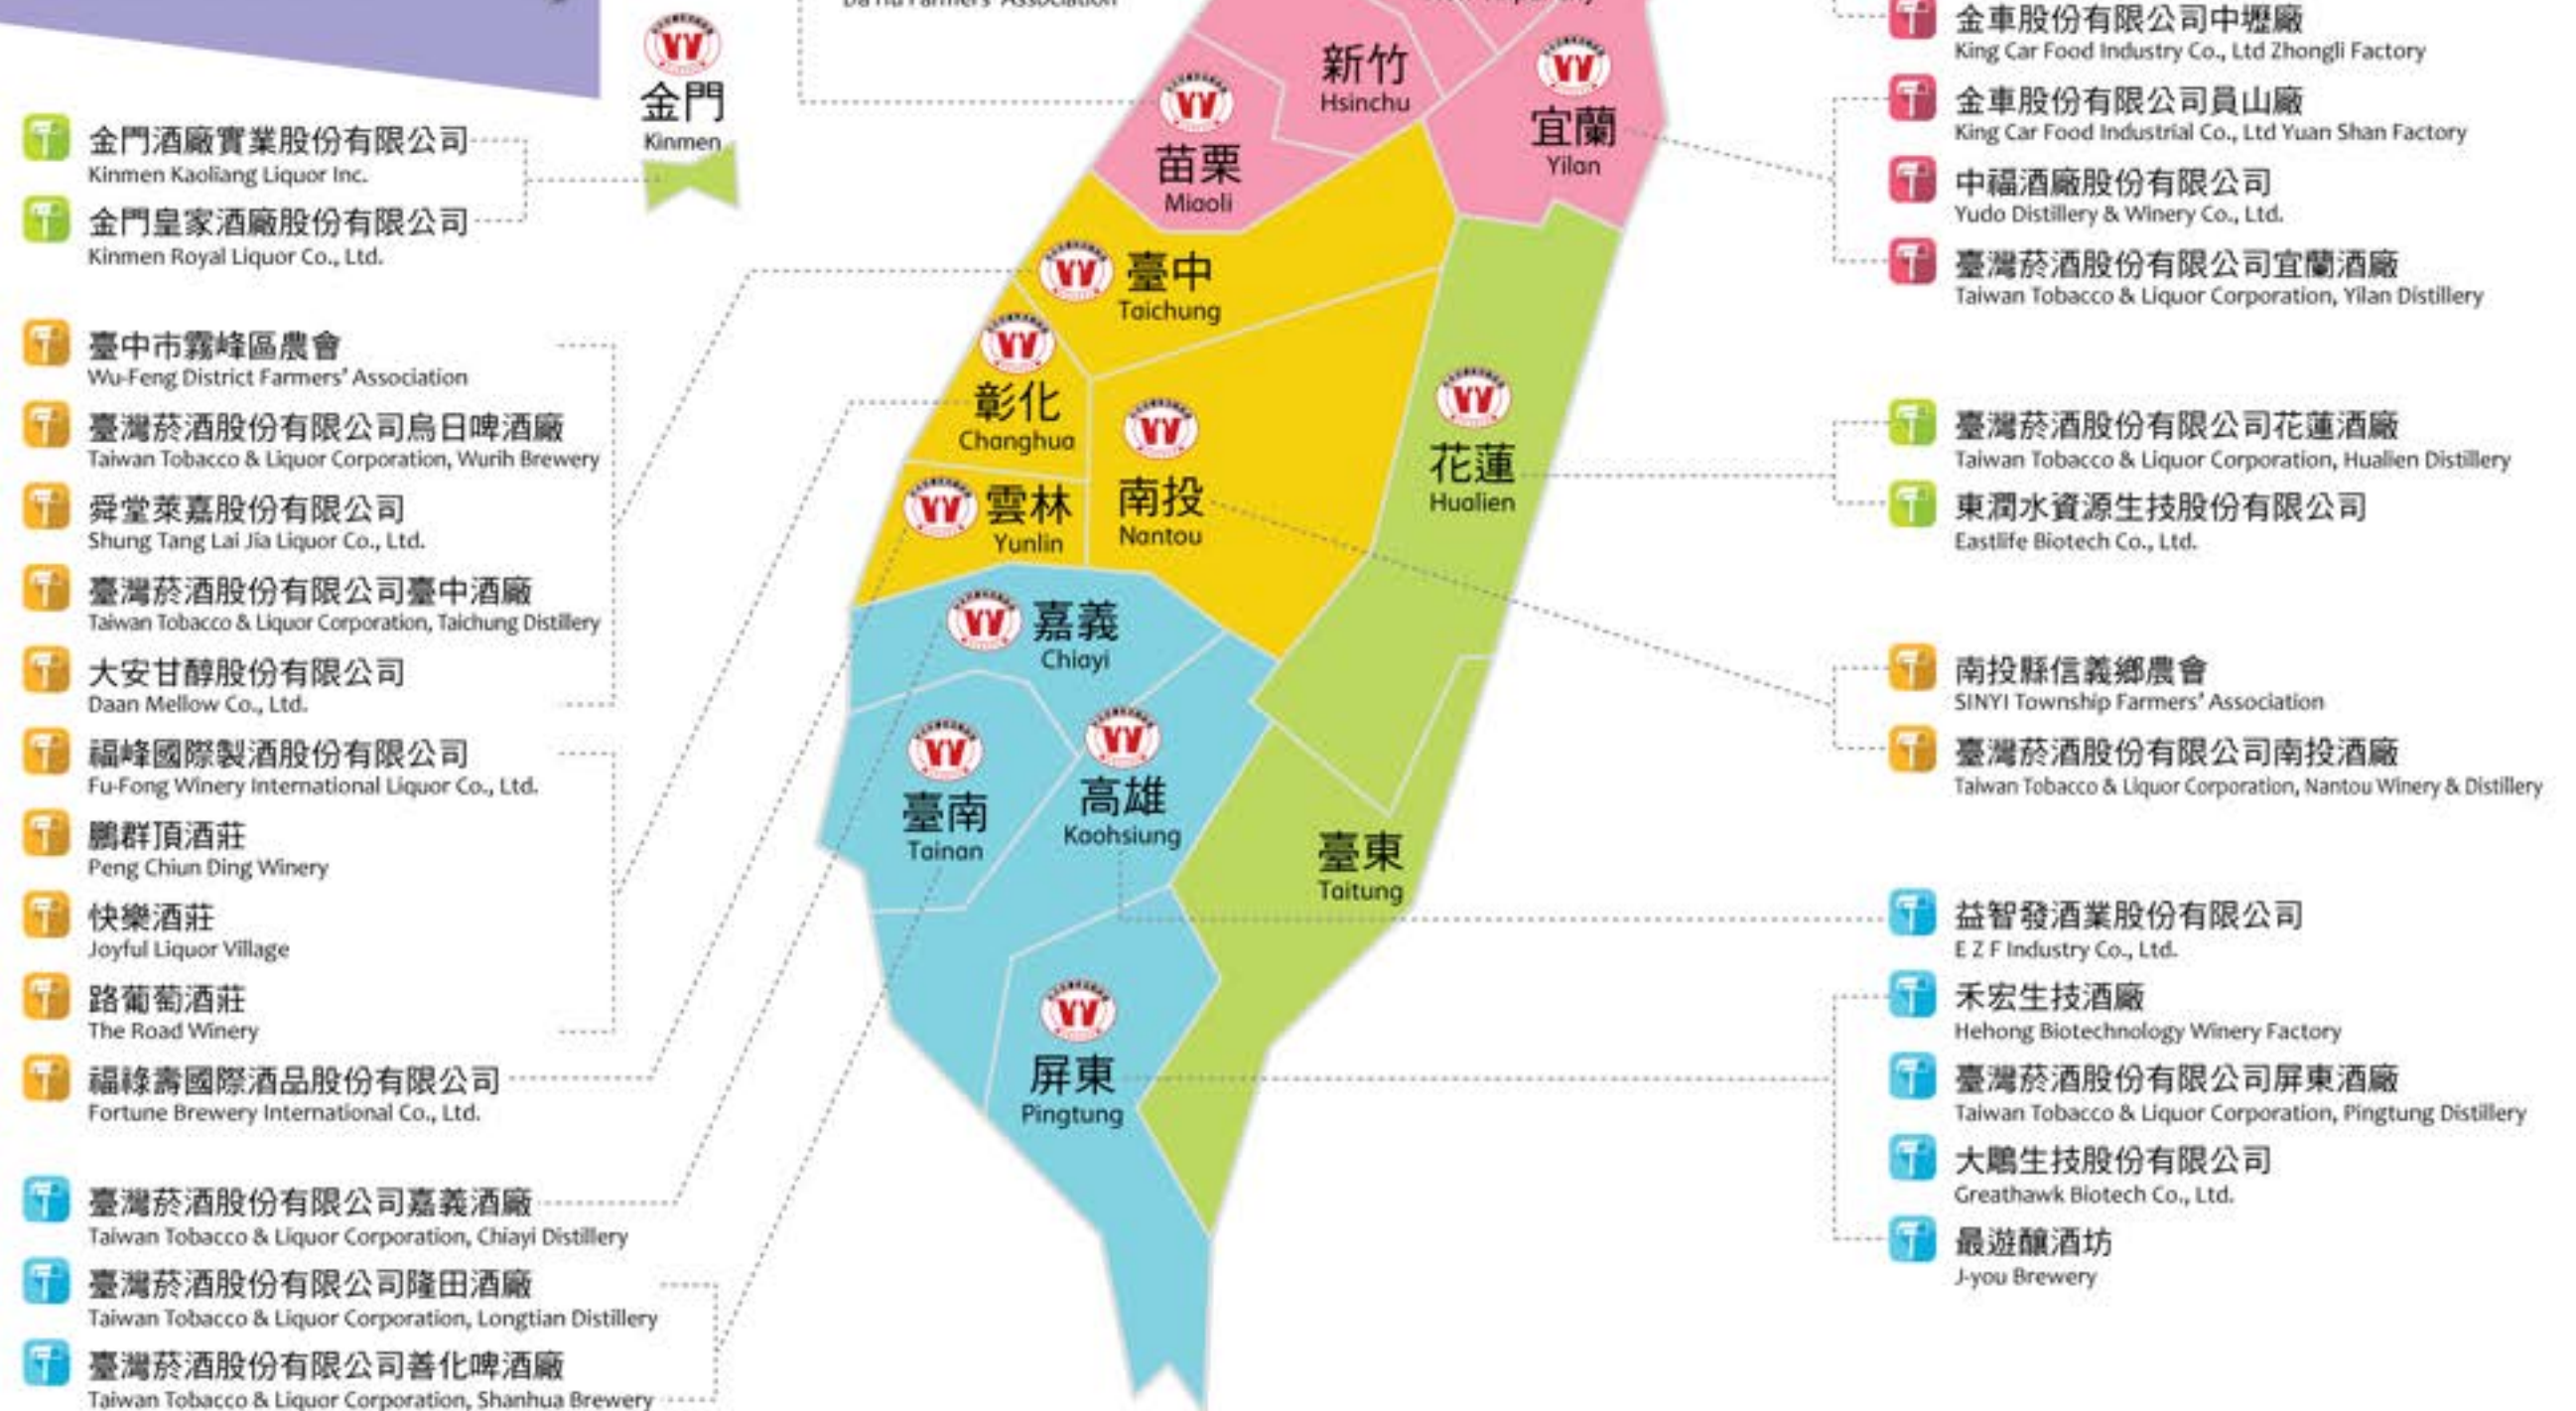 Da Hu Farmers' Association
金門
Kinmen
金門酒廠實業股份有限公司
Kinmen Kaoliang Liquor Inc.
金門皇家酒廠股份有限公司
Kinmen Royal Liquor Co., Ltd.
臺中市霧峰區農會
Wu-Feng District Farmers' Association
臺灣菸酒股份有限公司烏日啤酒廠
Taiwan Tobacco & Liquor Corporation, Wurih Brewery
舜堂萊嘉股份有限公司
Shung Tang Lai Jia Liquor Co., Ltd.
臺灣菸酒股份有限公司臺中酒廠
Taiwan Tobacco & Liquor Corporation, Taichung Distillery
大安甘醇股份有限公司
Daan Mellow Co., Ltd.
福峰國際製酒股份有限公司
Fu-Fong Winery International Liquor Co., Ltd.
鵬群頂酒莊
Peng Chiun Ding Winery
快樂酒莊
Joyful Liquor Village
路葡萄酒莊
The Road Winery
福祿壽國際酒品股份有限公司
Fortune Brewery International Co., Ltd.
臺灣菸酒股份有限公司嘉義酒廠
Taiwan Tobacco & Liquor Corporation, Chiayi Distillery
臺灣菸酒股份有限公司隆田酒廠
Taiwan Tobacco & Liquor Corporation, Longtian Distillery
臺灣菸酒股份有限公司善化啤酒廠
Taiwan Tobacco & Liquor Corporation, Shanhua Brewery
新竹
Hsinchu
宜蘭
Yilan
苗栗
Miaoli
臺中
Taichung
彰化
Changhua
南投
Nantou
花蓮
Hualien
雲林
Yunlin
嘉義
Chiayi
臺南
Tainan
高雄
Kaohsiung
臺東
Taitung
屏東
Pingtung
金車股份有限公司中壢廠
King Car Food Industry Co., Ltd Zhongli Factory
金車股份有限公司員山廠
King Car Food Industrial Co., Ltd Yuan Shan Factory
中福酒廠股份有限公司
Yudo Distillery & Winery Co., Ltd.
臺灣菸酒股份有限公司宜蘭酒廠
Taiwan Tobacco & Liquor Corporation, Yilan Distillery
臺灣菸酒股份有限公司花蓮酒廠
Taiwan Tobacco & Liquor Corporation, Hualien Distillery
東潤水資源生技股份有限公司
Eastlife Biotech Co., Ltd.
南投縣信義鄉農會
SINYI Township Farmers' Association
臺灣菸酒股份有限公司南投酒廠
Taiwan Tobacco & Liquor Corporation, Nantou Winery & Distillery
益智發酒業股份有限公司
E Z F Industry Co., Ltd.
禾宏生技酒廠
Hehong Biotechnology Winery Factory
臺灣菸酒股份有限公司屏東酒廠
Taiwan Tobacco & Liquor Corporation, Pingtung Distillery
大鵰生技股份有限公司
Greathawk Biotech Co., Ltd.
最遊釀酒坊
J-you Brewery